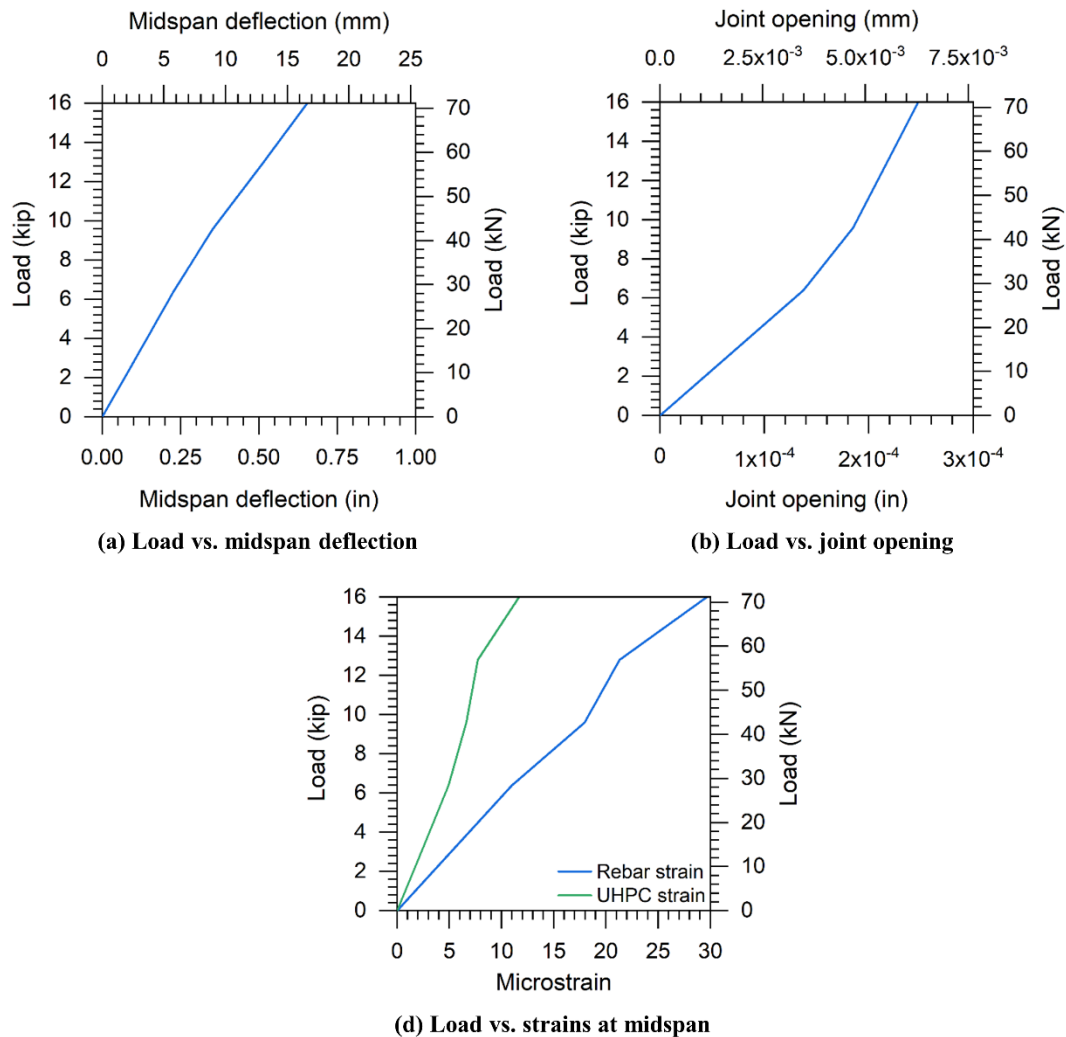 Midspan deflection (mm)
0 5 10 15 20 25
Load (kip)
16
14
12
10
8
6
4
2
0
70
60
50
40
30
20
10
0
Load (kN)
0.00 0.25 0.50 0.75 1.00
Midspan deflection (in)
(a) Load vs. midspan deflection
Joint opening (mm)
0.0 2.5x10⁻³ 5.0x10⁻³ 7.5x10⁻³
Load (kip)
16
14
12
10
8
6
4
2
0
70
60
50
40
30
20
10
0
Load (kN)
0 1x10⁻⁴ 2x10⁻⁴ 3x10⁻⁴
Joint opening (in)
(b) Load vs. joint opening
Load (kip)
16
14
12
10
8
6
4
2
0
70
60
50
40
30
20
10
0
Load (kN)
Rebar strain
UHPC strain
0 5 10 15 20 25 30
Microstrain
(d) Load vs. strains at midspan